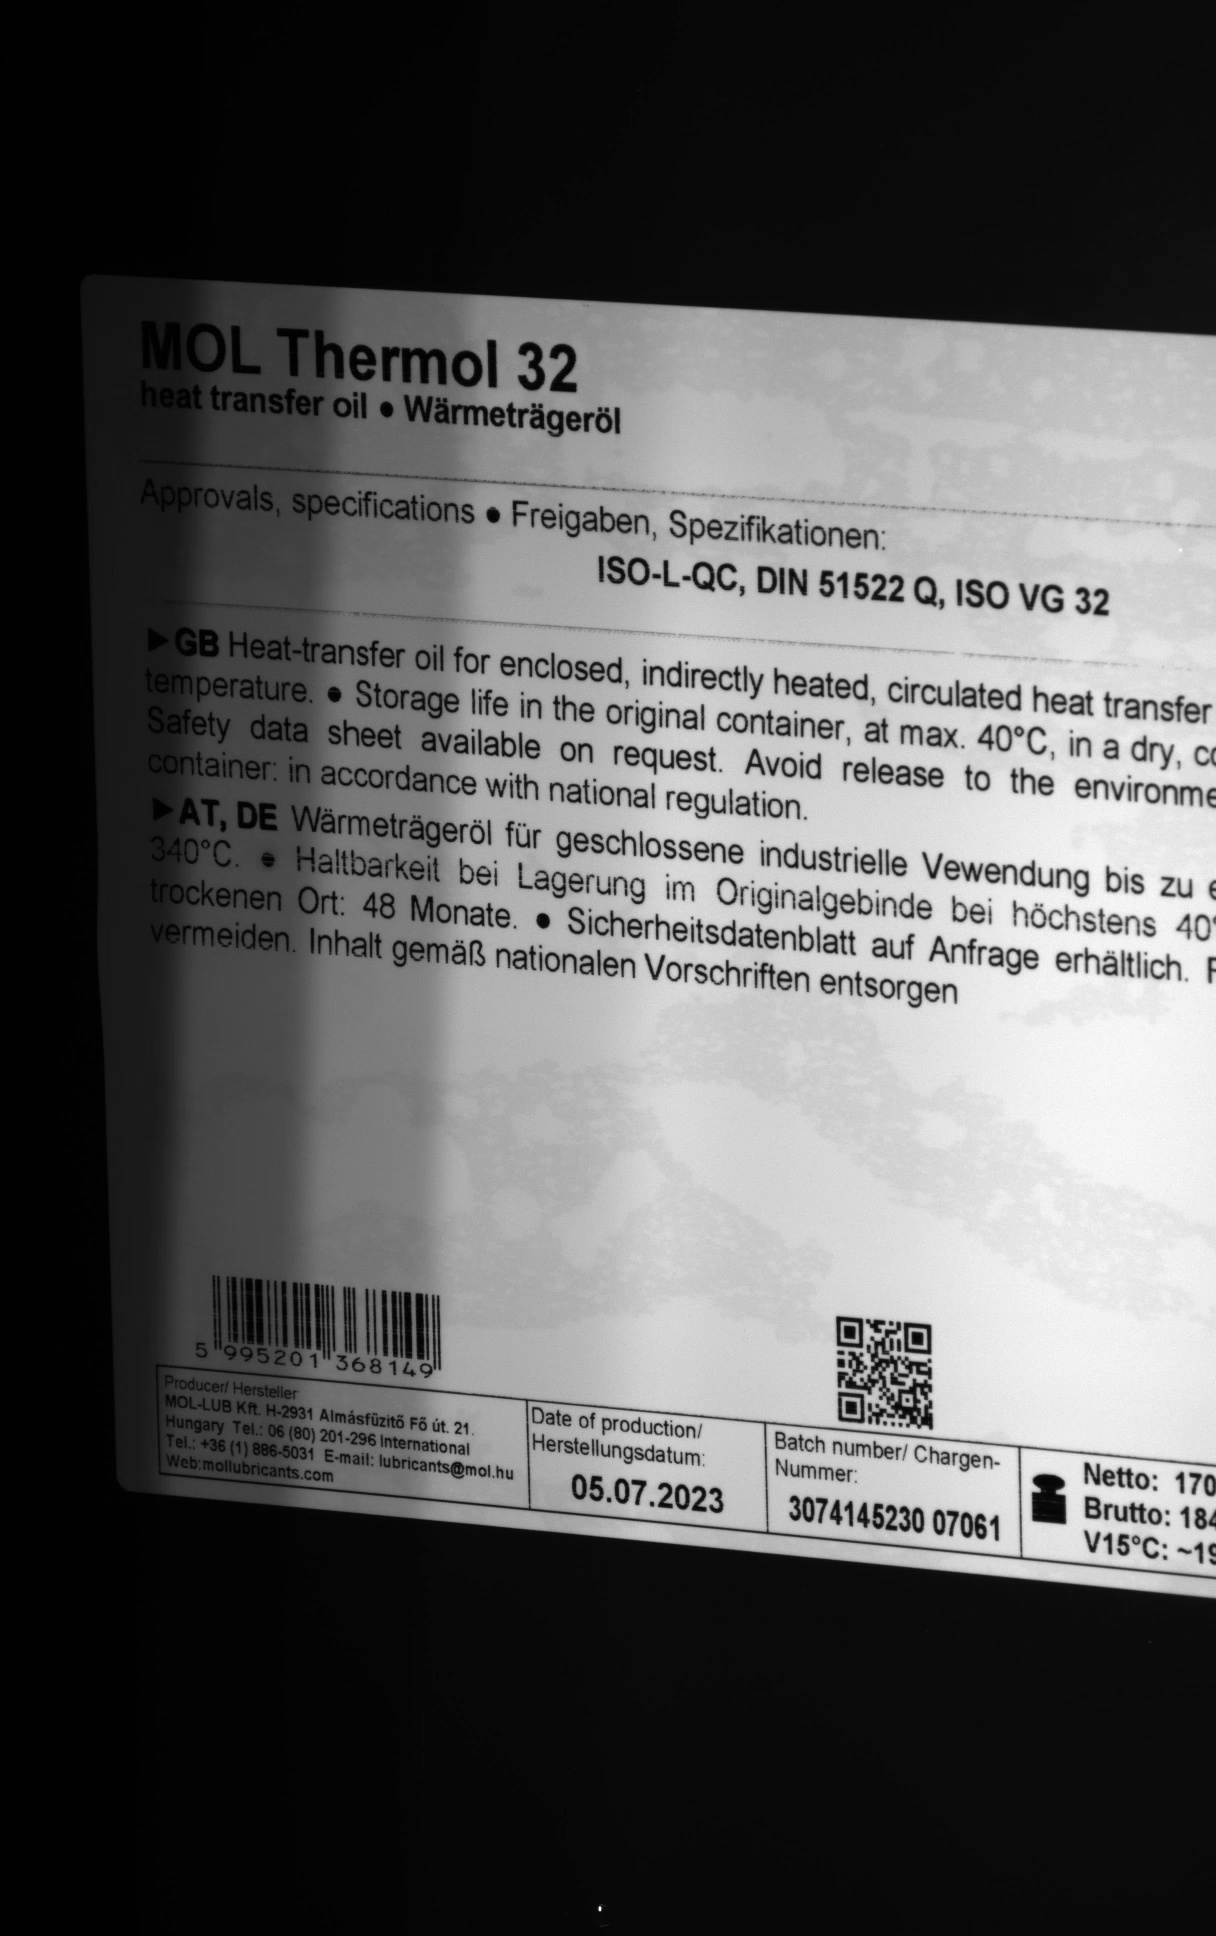 MOL Thermol 32
heat transfer oil ● Wärmeträgeröl
Approvals, specifications ● Freigaben, Spezifikationen:
ISO-L-QC, DIN 51522 Q, ISO VG 32
►GB Heat-transfer oil for enclosed, indirectly heated, circulated heat transfer
temperature. ● Storage life in the original container, at max. 40°C, in a dry,
Safety data sheet available on request. Avoid release to the
container: in accordance with national regulation.
►AT, DE Wärmeträgeröl für geschlossene industrielle Vewendung bis zu
340°C. ● Haltbarkeit bei Lagerung im Originalgebinde bei höchstens 40°
trockenen Ort: 48 Monate. ● Sicherheitsdatenblatt auf Anfrage erhältlich.
vermeiden. Inhalt gemäß nationalen Vorschriften entsorgen
5 995201 368149
Producer/ Hersteller
MOL-LUB Kft. H-2931 Almásfüzitő Fő út. 21.
Hungary Tel.: 06 (80) 201-296 International
Tel.: +36 (1) 886-5031 E-mail: lubricants@mol.hu
Web:mollubricants.com
Date of production/
Herstellungsdatum:
05.07.2023
Batch number/ Chargen-
Nummer:
3074145230 07061
Netto: 170
Brutto: 184
V15°C: ~19